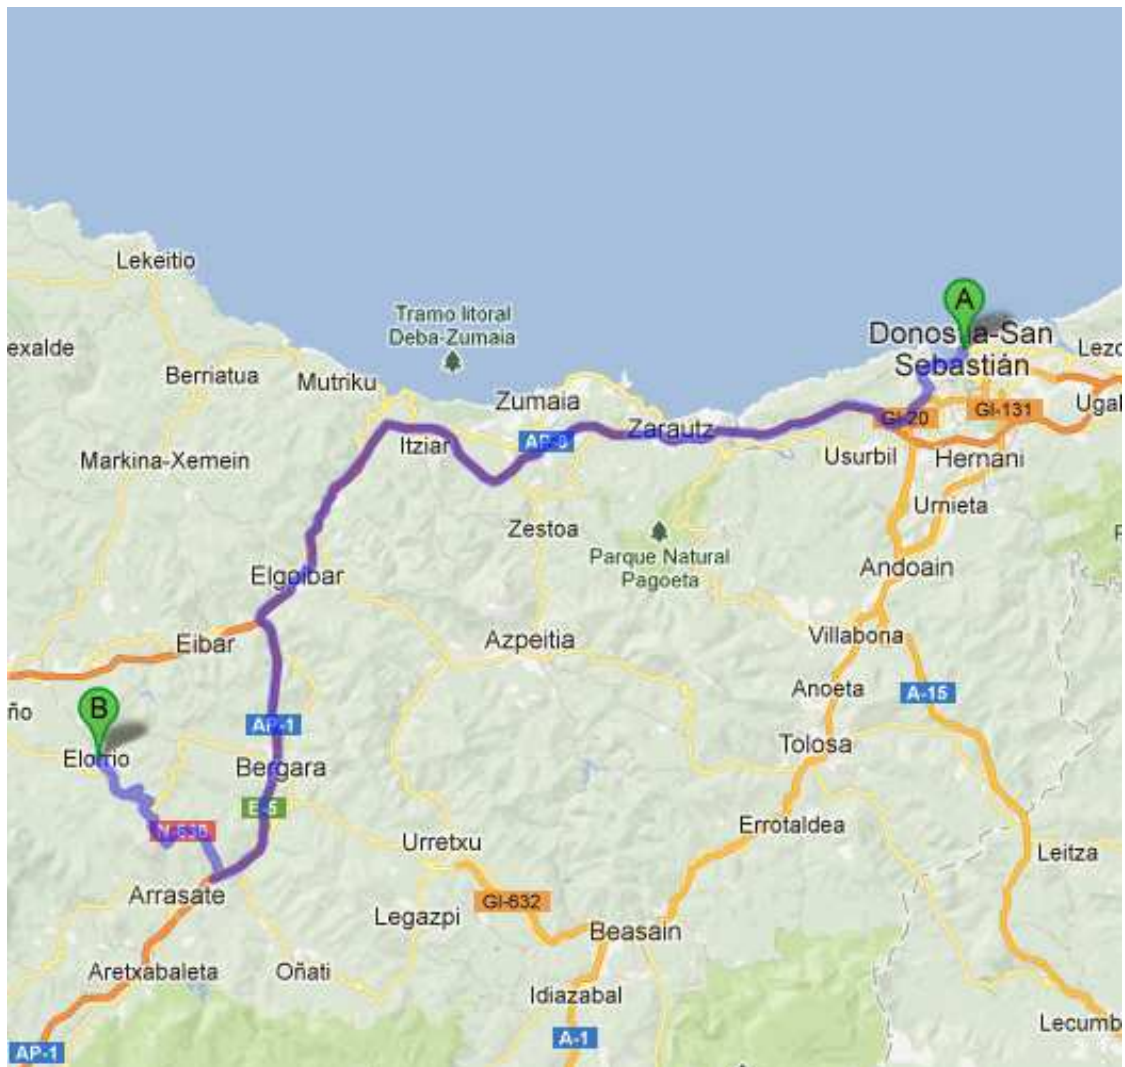 Lekeitio
Tramo litoral
Deba-Zumaia
A
Donostia-San
Sebastián
exalde
Berriatua
Mutriku
Lezo
Zumaia
Ugal
GI-20
GI-131
Itziar
AP-8
Zarautz
Markina-Xemein
Usurbil
Hernani
Urnieta
Zestoa
Parque Natural
Pagoeta
Andoain
Elgoibar
Eibar
Azpeitia
Villabona
Anoeta
A-15
ño
B
AP-1
Elorrio
Bergara
Tolosa
E-5
N-636
Urretxu
Errotaldea
Leitza
Arrasate
GI-632
Legazpi
Beasain
Aretxabaleta
Oñati
Idiazabal
Lecumb
A-1
AP-1